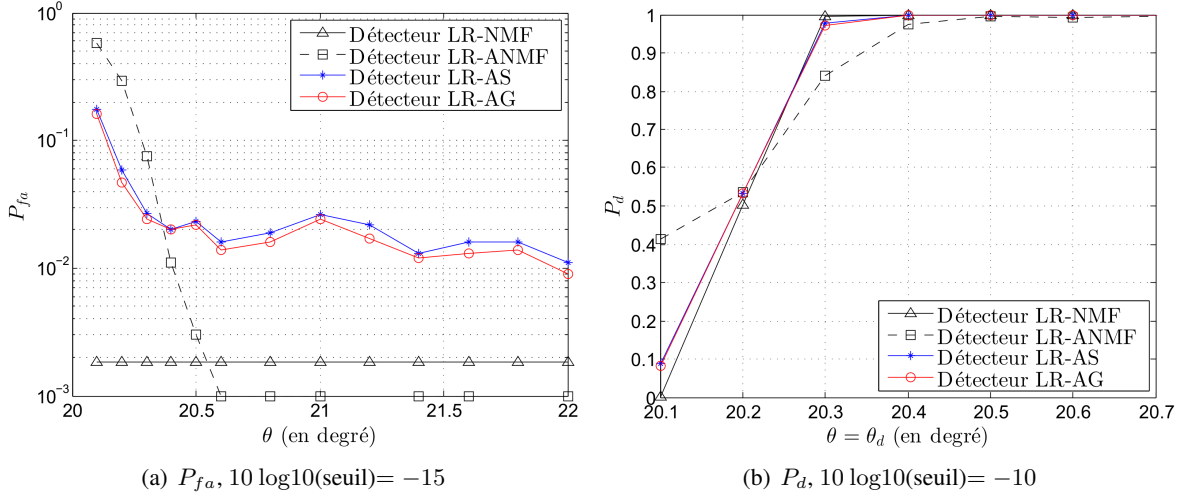 10^0
10^{-1}
10^{-2}
10^{-3}
P_{fa}
Détecteur LR-NMF
Détecteur LR-ANMF
Détecteur LR-AS
Détecteur LR-AG
20 20.5 21 21.5 22
θ (en degré)
(a) P_{fa}, 10 log10(seuil)= −15
1
0.9
0.8
0.7
0.6
0.5
0.4
0.3
0.2
0.1
0
P_d
Détecteur LR-NMF
Détecteur LR-ANMF
Détecteur LR-AS
Détecteur LR-AG
20.1 20.2 20.3 20.4 20.5 20.6 20.7
θ = θ_d (en degré)
(b) P_d, 10 log10(seuil)= −10